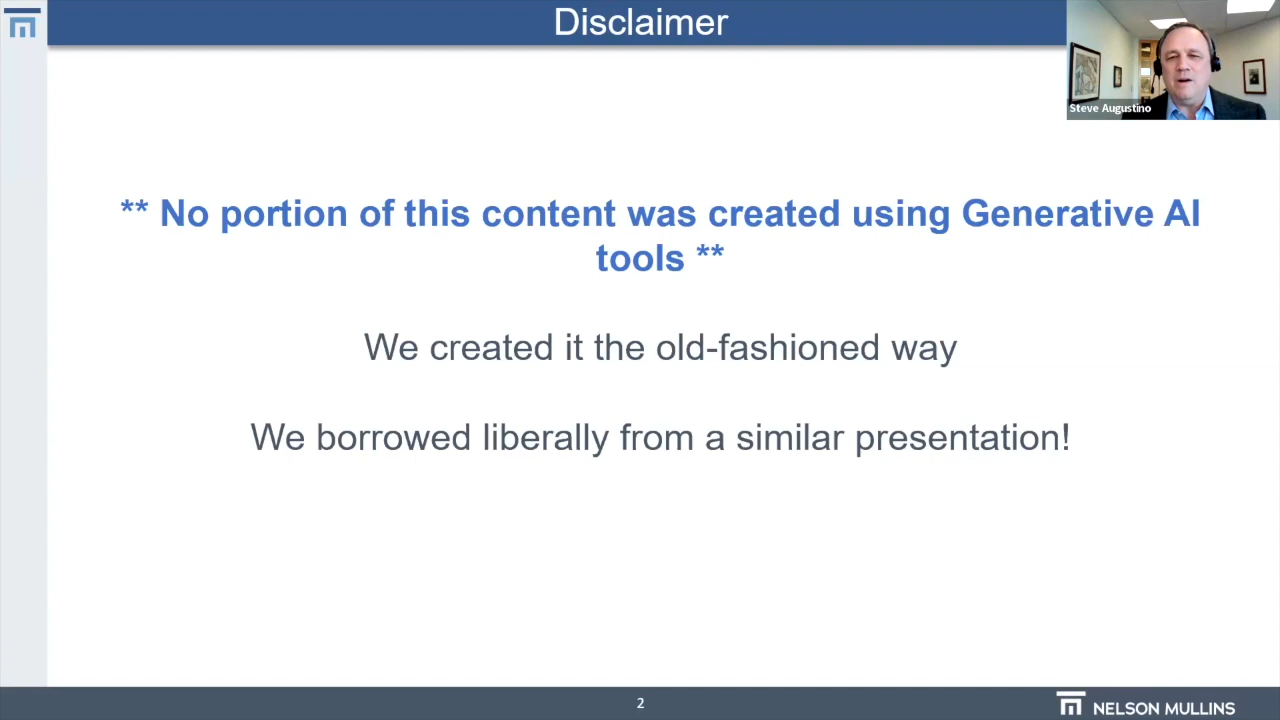 Disclaimer
Steve Augustino
** No portion of this content was created using Generative AI
tools **
We created it the old-fashioned way
We borrowed liberally from a similar presentation!
2
NELSON MULLINS